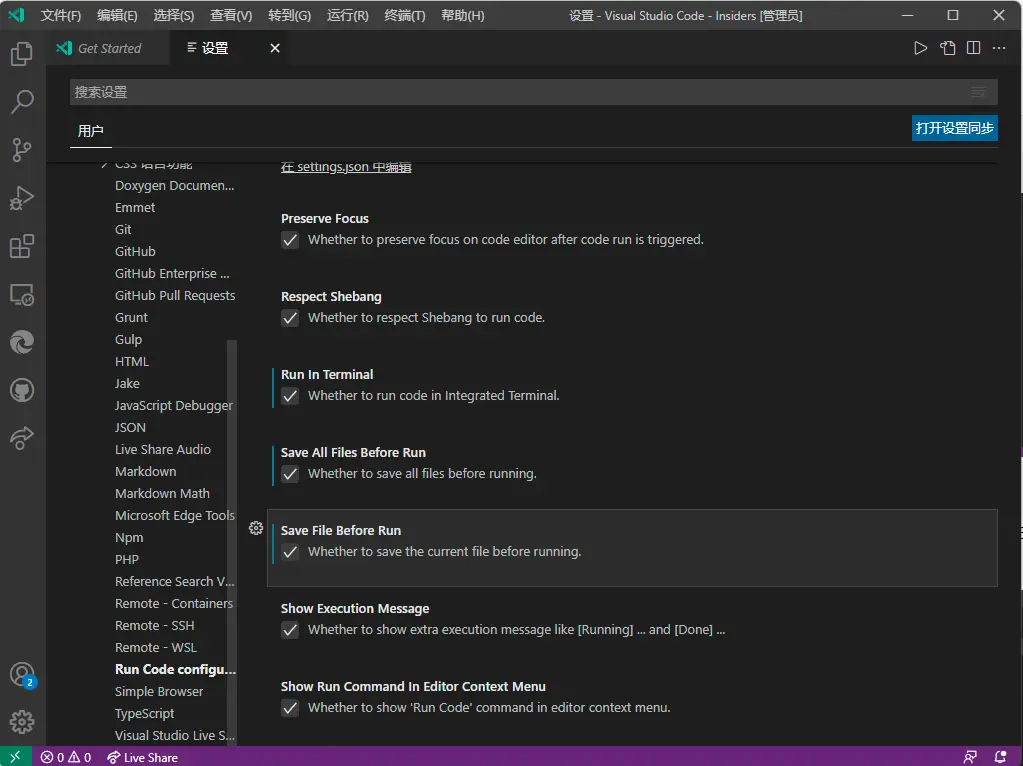 文件(F) 编辑(E) 选择(S) 查看(V) 转到(G) 运行(R) 终端(T) 帮助(H) 设置 - Visual Studio Code - Insiders [管理员]
Get Started 设置
搜索设置
用户 打开设置同步
CSS 语言功能
Doxygen Documen...
Emmet
Git
GitHub
GitHub Enterprise ...
GitHub Pull Requests
Grunt
Gulp
HTML
Jake
JavaScript Debugger
JSON
Live Share Audio
Markdown
Markdown Math
Microsoft Edge Tools
Npm
PHP
Reference Search V...
Remote - Containers
Remote - SSH
Remote - WSL
Run Code configu...
Simple Browser
TypeScript
Visual Studio Live S...
在 settings.json 中编辑
Preserve Focus
Whether to preserve focus on code editor after code run is triggered.
Respect Shebang
Whether to respect Shebang to run code.
Run In Terminal
Whether to run code in Integrated Terminal.
Save All Files Before Run
Whether to save all files before running.
Save File Before Run
Whether to save the current file before running.
Show Execution Message
Whether to show extra execution message like [Running] ... and [Done] ...
Show Run Command In Editor Context Menu
Whether to show 'Run Code' command in editor context menu.
2
0 0 Live Share